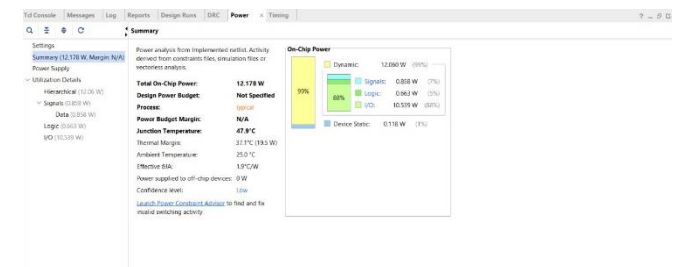 Tcl Console Messages Log Reports Design Runs DRC Power × Timing ? _
Summary
Settings
Summary (12.178 W, Margin: N/A)
Power Supply
Utilization Details
Hierarchical (12.06 W)
Signals (0.858 W)
Data (0.858 W)
Logic (0.663 W)
I/O (10.539 W)
Power analysis from Implemented netlist. Activity
derived from constraints files, simulation files or
vectorless analysis.
Total On-Chip Power: 12.178 W
Design Power Budget: Not Specified
Process: typical
Power Budget Margin: N/A
Junction Temperature: 47.9°C
Thermal Margin: 37.1°C (19.5 W)
Ambient Temperature: 25.0 °C
Effective ϑJA: 1.9°C/W
Power supplied to off-chip devices: 0 W
Confidence level: Low
Launch Power Constraint Advisor to find and fix
invalid switching activity
On-Chip Power
99%
Dynamic: 12.060 W (99%)
88%
Signals: 0.858 W (7%)
Logic: 0.663 W (5%)
I/O: 10.539 W (88%)
Device Static: 0.118 W (1%)